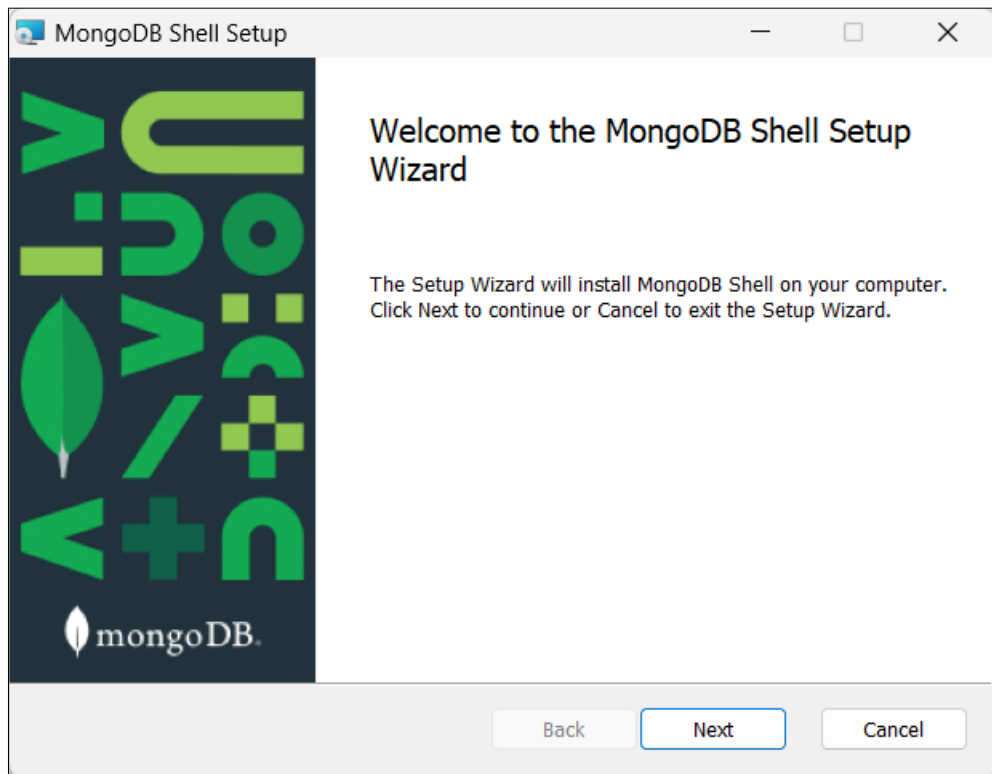 MongoDB Shell Setup
Welcome to the MongoDB Shell Setup
Wizard
The Setup Wizard will install MongoDB Shell on your computer.
Click Next to continue or Cancel to exit the Setup Wizard.
mongoDB.
Back
Next
Cancel